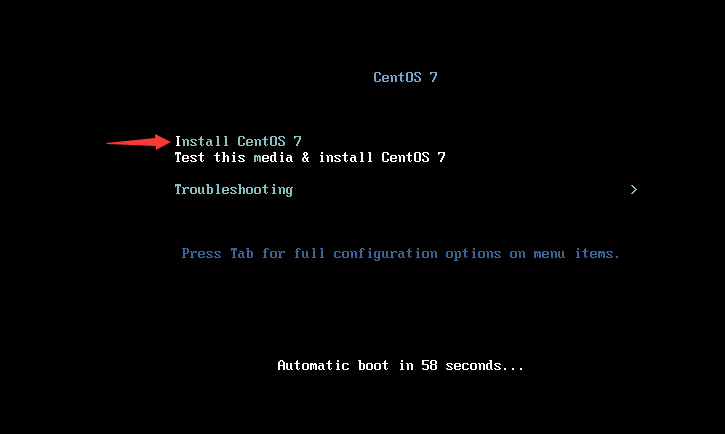 CentOS 7
Install CentOS 7
Test this media & install CentOS 7
Troubleshooting >
Press Tab for full configuration options on menu items.
Automatic boot in 58 seconds...